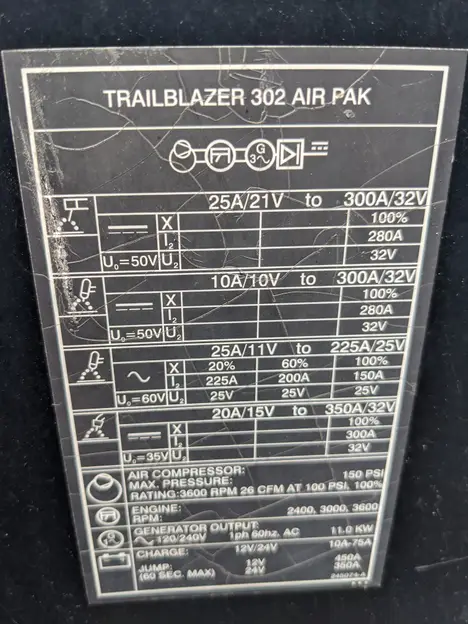 TRAILBLAZER 302 AIR PAK
G
3~
25A/21V to 300A/32V
X 100%
I2 280A
U0=50V U2 32V
10A/10V to 300A/32V
X 100%
I2 280A
U0=50V U2 32V
25A/11V to 225A/25V
X 20% 60% 100%
I2 225A 200A 150A
U0=60V U2 25V 25V 25V
20A/15V to 350A/32V
X 100%
I2 300A
U0=35V U2 32V
AIR COMPRESSOR:
MAX. PRESSURE: 150 PSI
RATING:3600 RPM 26 CFM AT 100 PSI, 100%
ENGINE:
RPM: 2400, 3000, 3600
GENERATOR OUTPUT:
~ 120/240V 1ph 60hz. AC 11.0 KW
CHARGE: 12V/24V 10A-75A
JUMP: 12V 450A
(60 SEC. MAX) 24V 350A